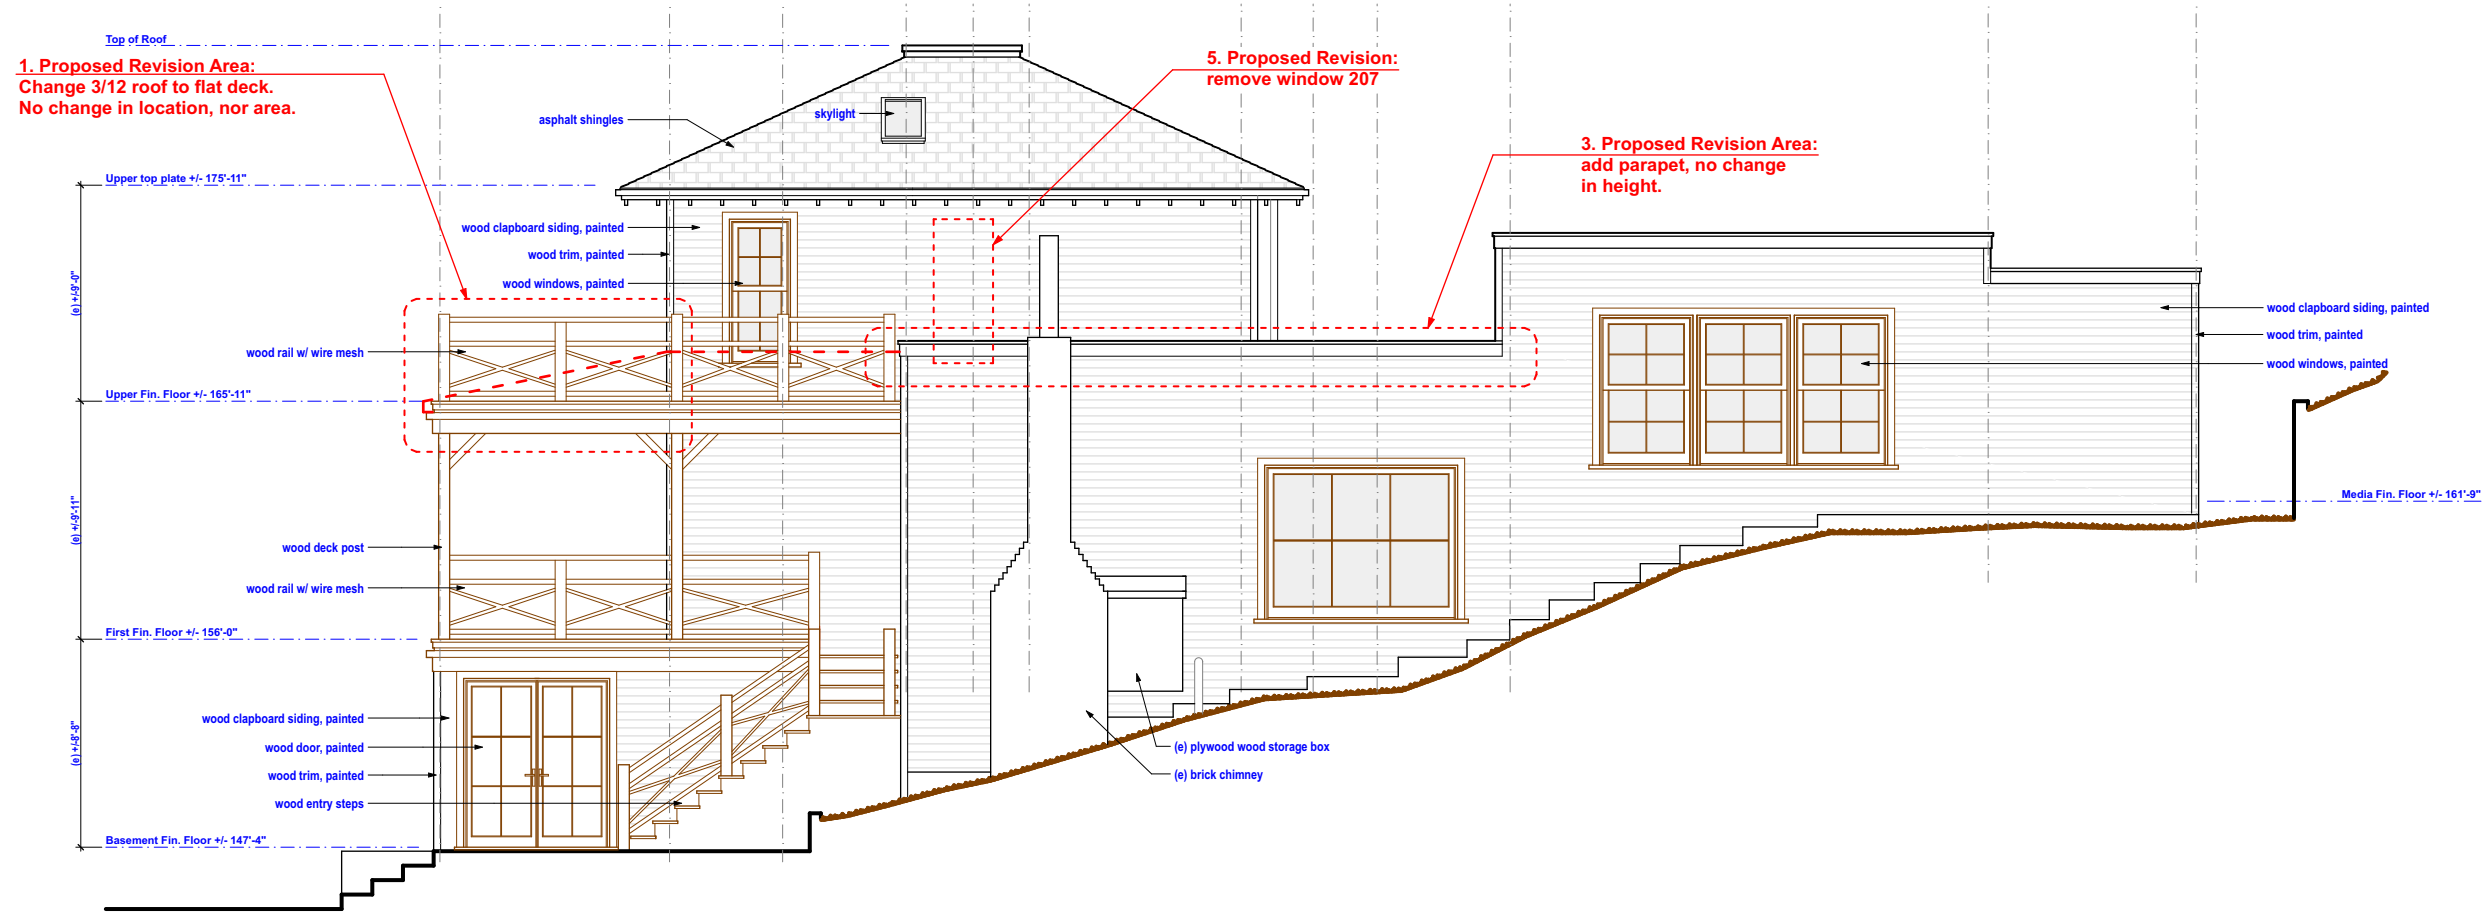 Top of Roof
1. Proposed Revision Area:
Change 3/12 roof to flat deck.
No change in location, nor area.
5. Proposed Revision:
remove window 207
3. Proposed Revision Area:
add parapet, no change
in height.
asphalt shingles
skylight
Upper top plate +/- 175'-11"
wood clapboard siding, painted
wood trim, painted
wood windows, painted
(e) +/-9'-0"
wood clapboard siding, painted
wood trim, painted
wood windows, painted
wood rail w/ wire mesh
Upper Fin. Floor +/- 165'-11"
Media Fin. Floor +/- 161'-9"
(e) +/-9'-11"
wood deck post
wood rail w/ wire mesh
First Fin. Floor +/- 156'-0"
(e) +/-8'-8"
wood clapboard siding, painted
wood door, painted
wood trim, painted
wood entry steps
(e) plywood wood storage box
(e) brick chimney
Basement Fin. Floor +/- 147'-4"